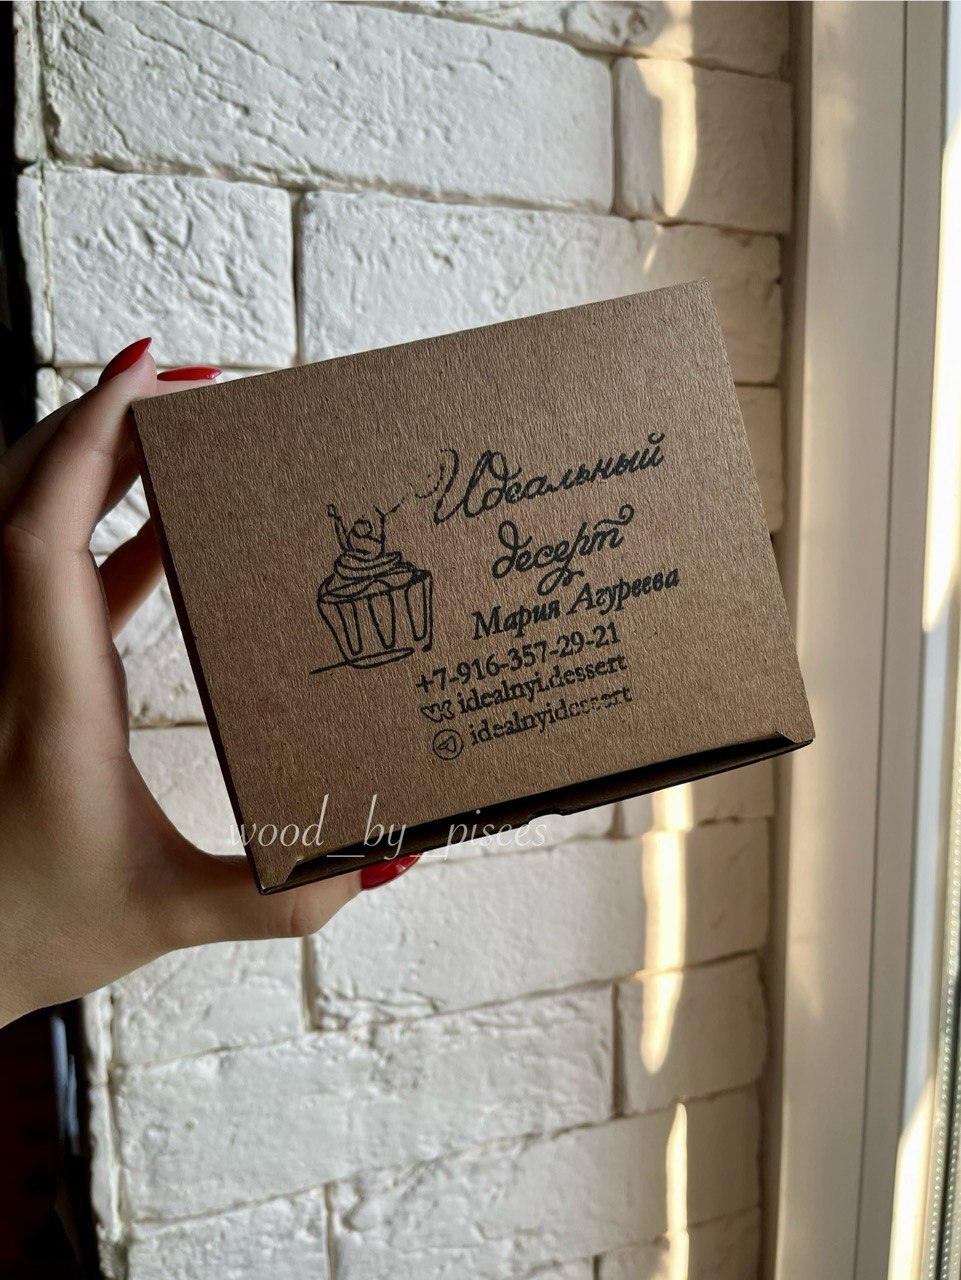 Идеальный
десерт
Мария Агуреева
+7-916-357-29-21
idealnyi.dessert
idealnyidessert
wood_by_pisces